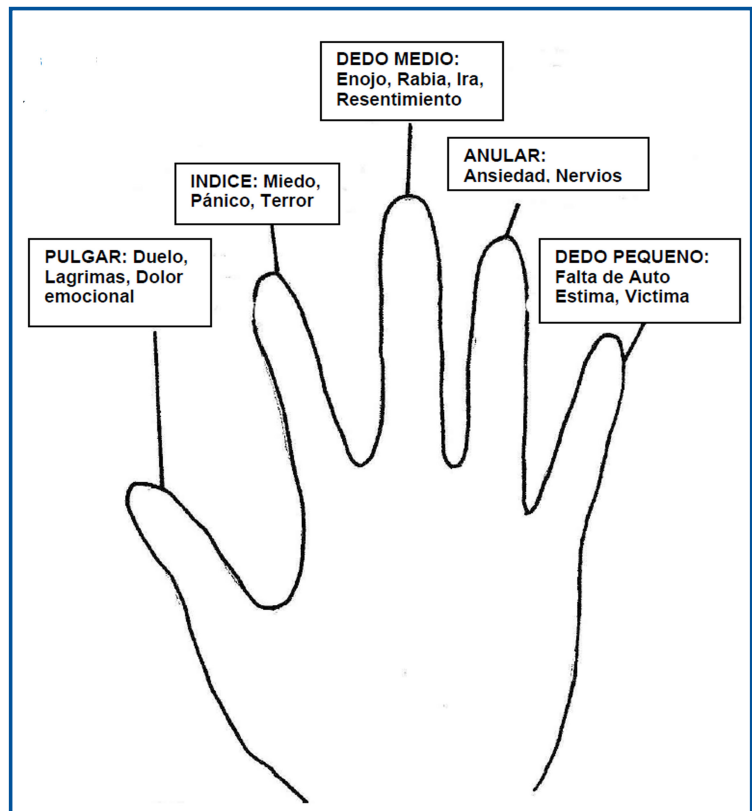 DEDO MEDIO:
Enojo, Rabia, Ira,
Resentimiento
ANULAR:
Ansiedad, Nervios
INDICE: Miedo,
Pánico, Terror
PULGAR: Duelo,
Lagrimas, Dolor
emocional
DEDO PEQUENO:
Falta de Auto
Estima, Victima